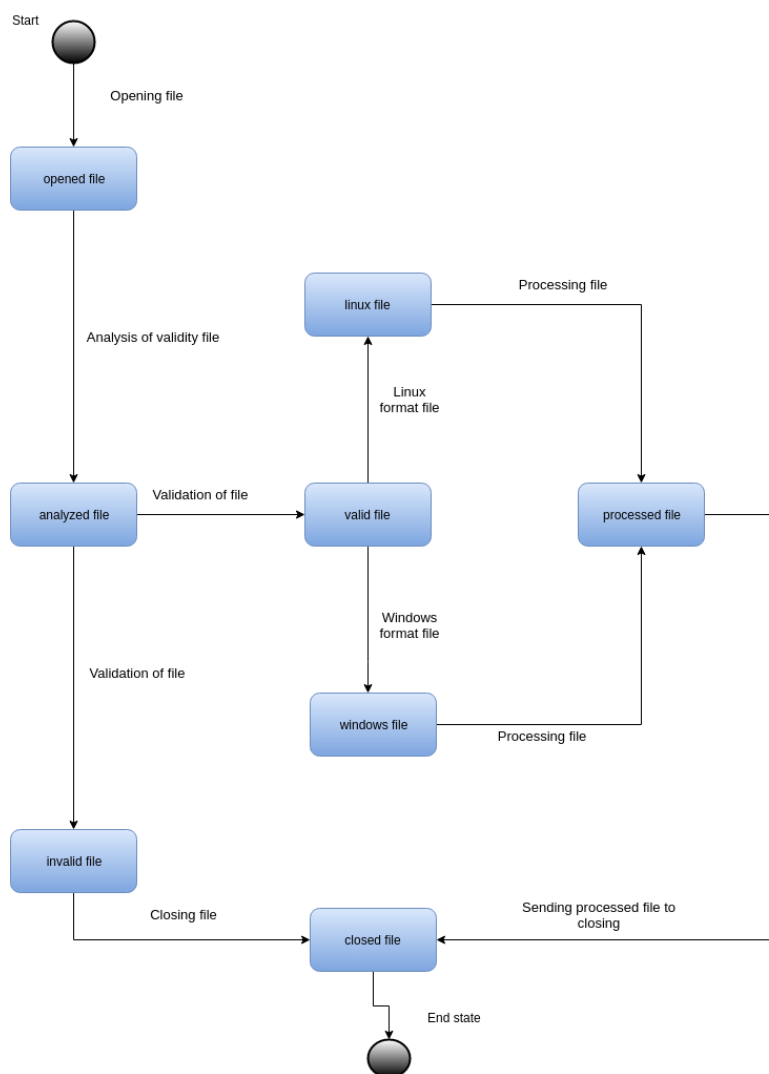 Start
Opening file
opened file
linux file
Processing file
Analysis of validity file
Linux
format file
analyzed file
Validation of file
valid file
processed file
Windows
format file
Validation of file
windows file
Processing file
invalid file
Closing file
closed file
Sending processed file to
closing
End state